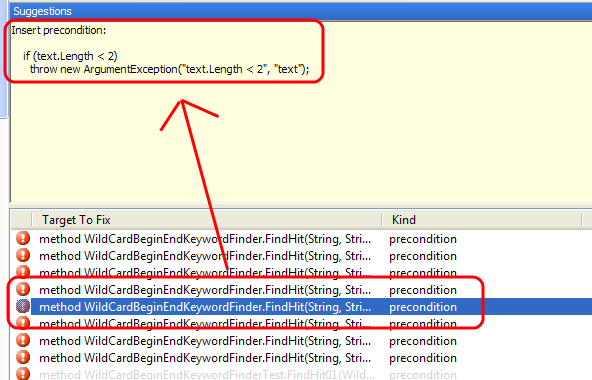 Suggestions
Insert precondition:
if (text.Length < 2)
throw new ArgumentException("text.Length < 2", "text");
Target To Fix Kind
method WildCardBeginEndKeywordFinder.FindHit(String, Stri... precondition
method WildCardBeginEndKeywordFinder.FindHit(String, Stri... precondition
method WildCardBeginEndKeywordFinder.FindHit(String, Stri... precondition
method WildCardBeginEndKeywordFinder.FindHit(String, Stri... precondition
method WildCardBeginEndKeywordFinder.FindHit(String, Stri... precondition
method WildCardBeginEndKeywordFinder.FindHit(String, Stri... precondition
method WildCardBeginEndKeywordFinder.FindHit(String, Stri... precondition
method WildCardBeginEndKeywordFinder.FindHit(String, Stri... precondition
method WildCardBeginEndKeywordFinderTest.FindHit01(Wild... precondition